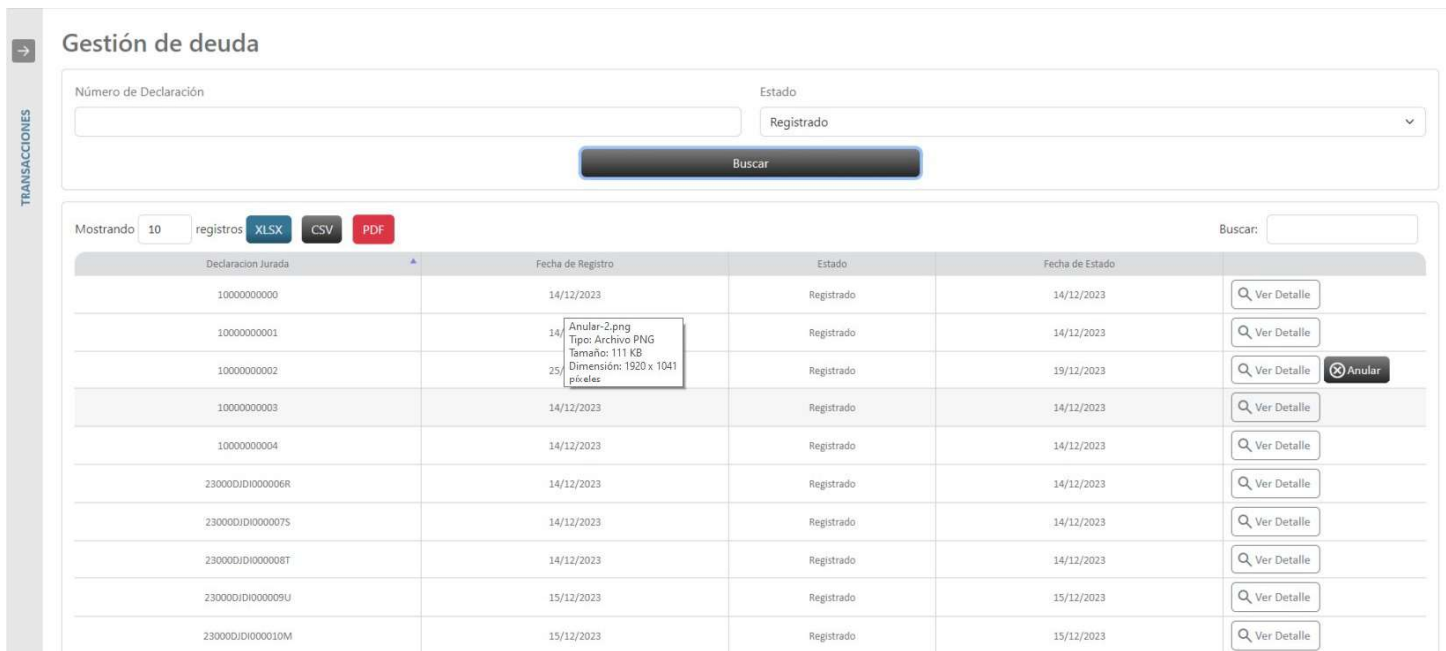 Gestión de deuda
TRANSACCIONES
Número de Declaración
Estado
Registrado
Buscar
Mostrando 10 registros XLSX CSV PDF Buscar:
Declaracion Jurada Fecha de Registro Estado Fecha de Estado
10000000000 14/12/2023 Registrado 14/12/2023 Ver Detalle
10000000001 14/ Registrado 14/12/2023 Ver Detalle
Anular-2.png
Tipo: Archivo PNG
Tamaño: 111 KB
Dimensión: 1920 x 1041
píxeles
10000000002 25/ Registrado 19/12/2023 Ver Detalle Anular
10000000003 14/12/2023 Registrado 14/12/2023 Ver Detalle
10000000004 14/12/2023 Registrado 14/12/2023 Ver Detalle
23000DJDI000006R 14/12/2023 Registrado 14/12/2023 Ver Detalle
23000DJDI000007S 14/12/2023 Registrado 14/12/2023 Ver Detalle
23000DJDI000008T 14/12/2023 Registrado 14/12/2023 Ver Detalle
23000DJDI000009U 15/12/2023 Registrado 15/12/2023 Ver Detalle
23000DJDI000010M 15/12/2023 Registrado 15/12/2023 Ver Detalle